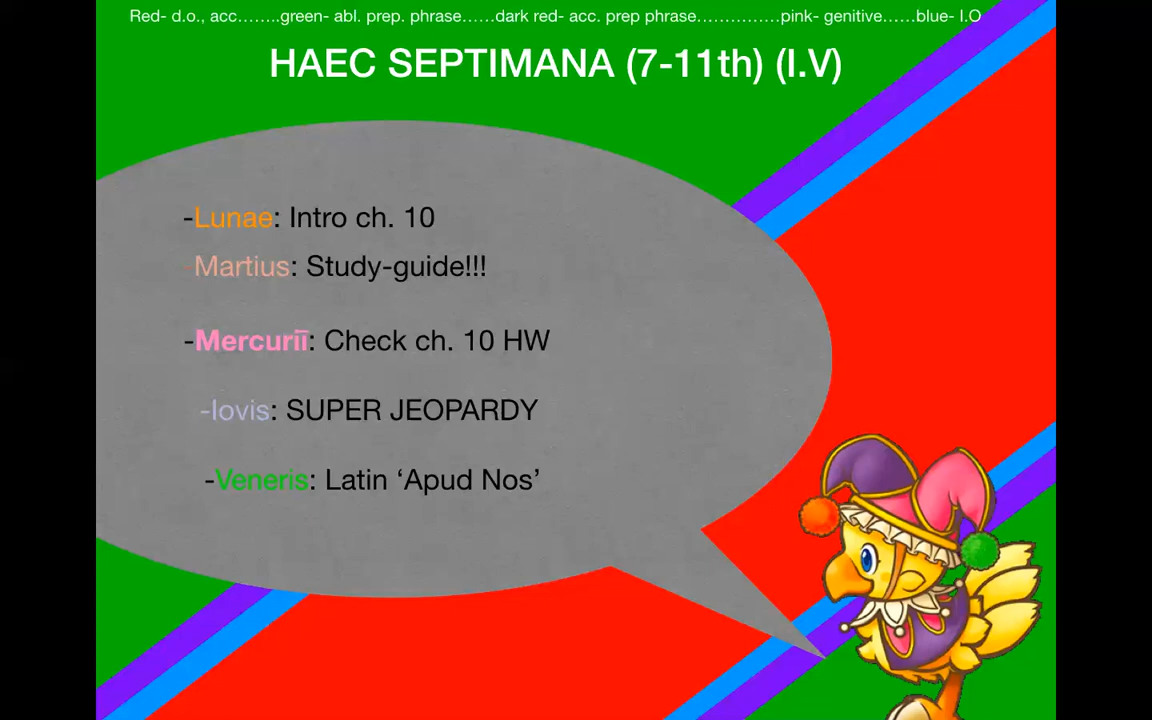 Red- d.o., acc........green- abl. prep. phrase......dark red- acc. prep phrase...............pink- genitive......blue- I.O
HAEC SEPTIMANA (7-11th) (I.V)
-Lunae: Intro ch. 10
-Martius: Study-guide!!!
-Mercuriī: Check ch. 10 HW
-Iovis: SUPER JEOPARDY
-Veneris: Latin ‘Apud Nos’